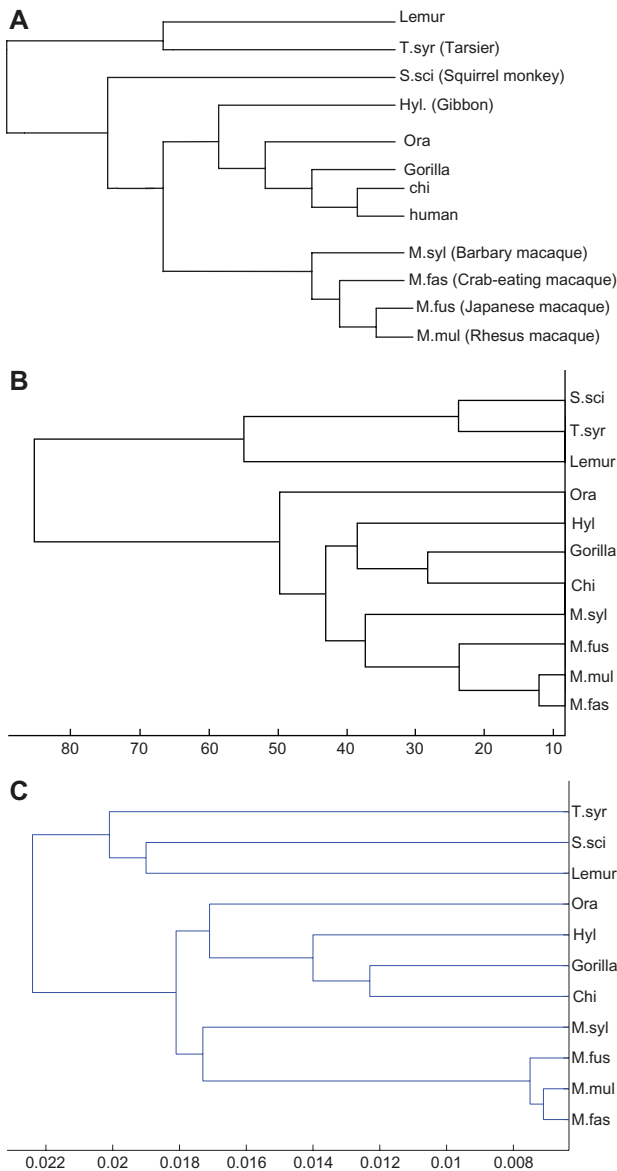 A
Lemur
T.syr (Tarsier)
S.sci (Squirrel monkey)
Hyl. (Gibbon)
Ora
Gorilla
chi
human
M.syl (Barbary macaque)
M.fas (Crab-eating macaque)
M.fus (Japanese macaque)
M.mul (Rhesus macaque)
B
S.sci
T.syr
Lemur
Ora
Hyl
Gorilla
Chi
M.syl
M.fus
M.mul
M.fas
80 70 60 50 40 30 20 10
C
T.syr
S.sci
Lemur
Ora
Hyl
Gorilla
Chi
M.syl
M.fus
M.mul
M.fas
0.022 0.02 0.018 0.016 0.014 0.012 0.01 0.008